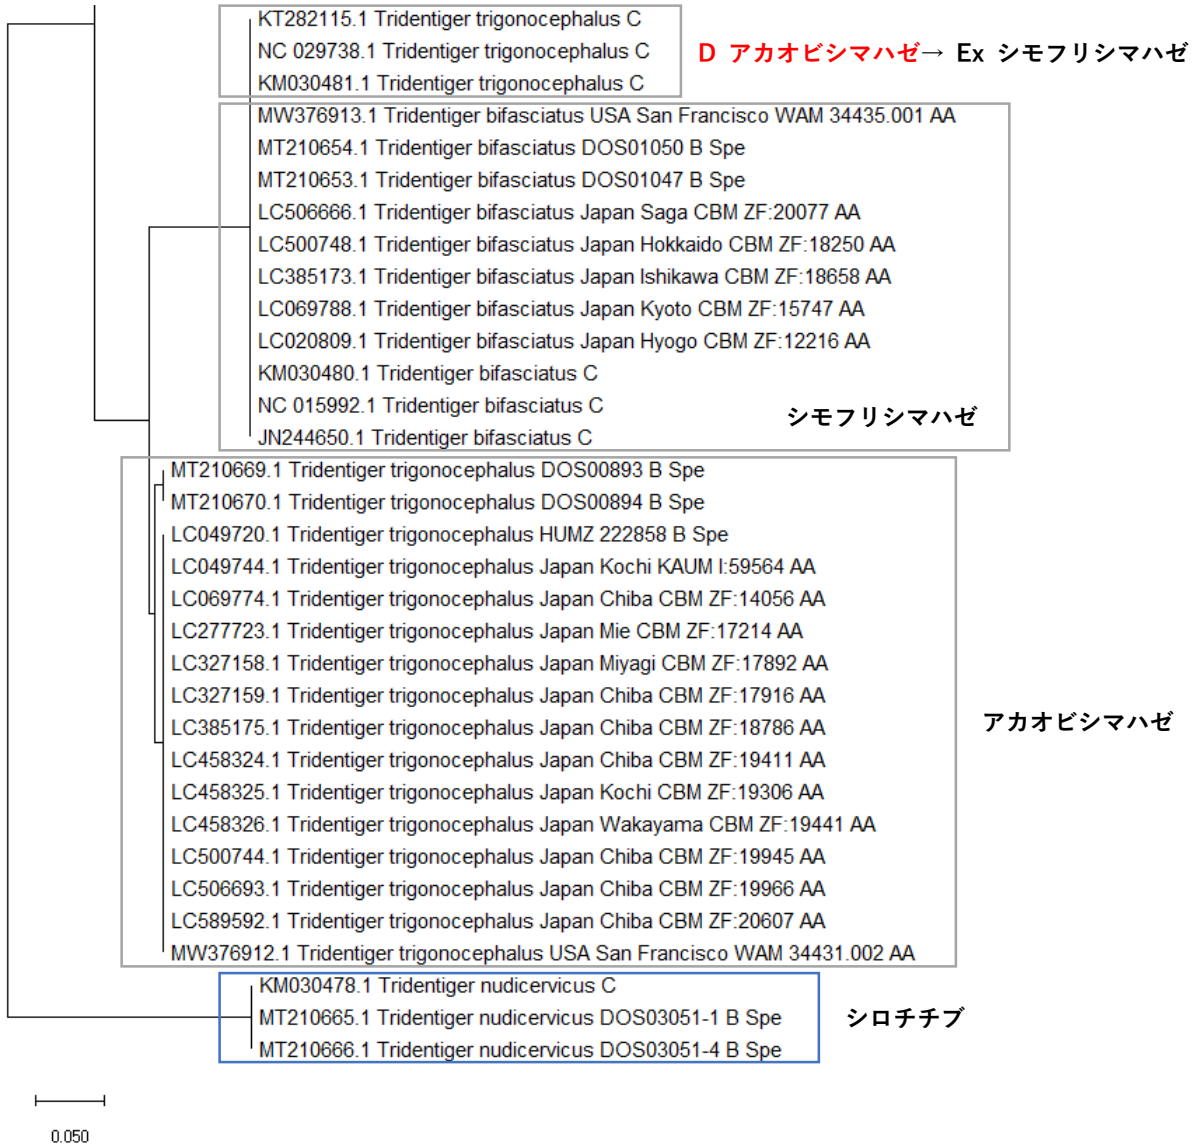 KT282115.1 Tridentiger trigonocephalus C
NC 029738.1 Tridentiger trigonocephalus C
D アカオビシマハゼ→ Ex シモフリシマハゼ
KM030481.1 Tridentiger trigonocephalus C
MW376913.1 Tridentiger bifasciatus USA San Francisco WAM 34435.001 AA
MT210654.1 Tridentiger bifasciatus DOS01050 B Spe
MT210653.1 Tridentiger bifasciatus DOS01047 B Spe
LC506666.1 Tridentiger bifasciatus Japan Saga CBM ZF:20077 AA
LC500748.1 Tridentiger bifasciatus Japan Hokkaido CBM ZF:18250 AA
LC385173.1 Tridentiger bifasciatus Japan Ishikawa CBM ZF:18658 AA
LC069788.1 Tridentiger bifasciatus Japan Kyoto CBM ZF:15747 AA
LC020809.1 Tridentiger bifasciatus Japan Hyogo CBM ZF:12216 AA
KM030480.1 Tridentiger bifasciatus C
NC 015992.1 Tridentiger bifasciatus C
シモフリシマハゼ
JN244650.1 Tridentiger bifasciatus C
MT210669.1 Tridentiger trigonocephalus DOS00893 B Spe
MT210670.1 Tridentiger trigonocephalus DOS00894 B Spe
LC049720.1 Tridentiger trigonocephalus HUMZ 222858 B Spe
LC049744.1 Tridentiger trigonocephalus Japan Kochi KAUM I:59564 AA
LC069774.1 Tridentiger trigonocephalus Japan Chiba CBM ZF:14056 AA
LC277723.1 Tridentiger trigonocephalus Japan Mie CBM ZF:17214 AA
LC327158.1 Tridentiger trigonocephalus Japan Miyagi CBM ZF:17892 AA
LC327159.1 Tridentiger trigonocephalus Japan Chiba CBM ZF:17916 AA
アカオビシマハゼ
LC385175.1 Tridentiger trigonocephalus Japan Chiba CBM ZF:18786 AA
LC458324.1 Tridentiger trigonocephalus Japan Chiba CBM ZF:19411 AA
LC458325.1 Tridentiger trigonocephalus Japan Kochi CBM ZF:19306 AA
LC458326.1 Tridentiger trigonocephalus Japan Wakayama CBM ZF:19441 AA
LC500744.1 Tridentiger trigonocephalus Japan Chiba CBM ZF:19945 AA
LC506693.1 Tridentiger trigonocephalus Japan Chiba CBM ZF:19966 AA
LC589592.1 Tridentiger trigonocephalus Japan Chiba CBM ZF:20607 AA
MW376912.1 Tridentiger trigonocephalus USA San Francisco WAM 34431.002 AA
KM030478.1 Tridentiger nudicervicus C
MT210665.1 Tridentiger nudicervicus DOS03051-1 B Spe
シロチチブ
MT210666.1 Tridentiger nudicervicus DOS03051-4 B Spe
0.050